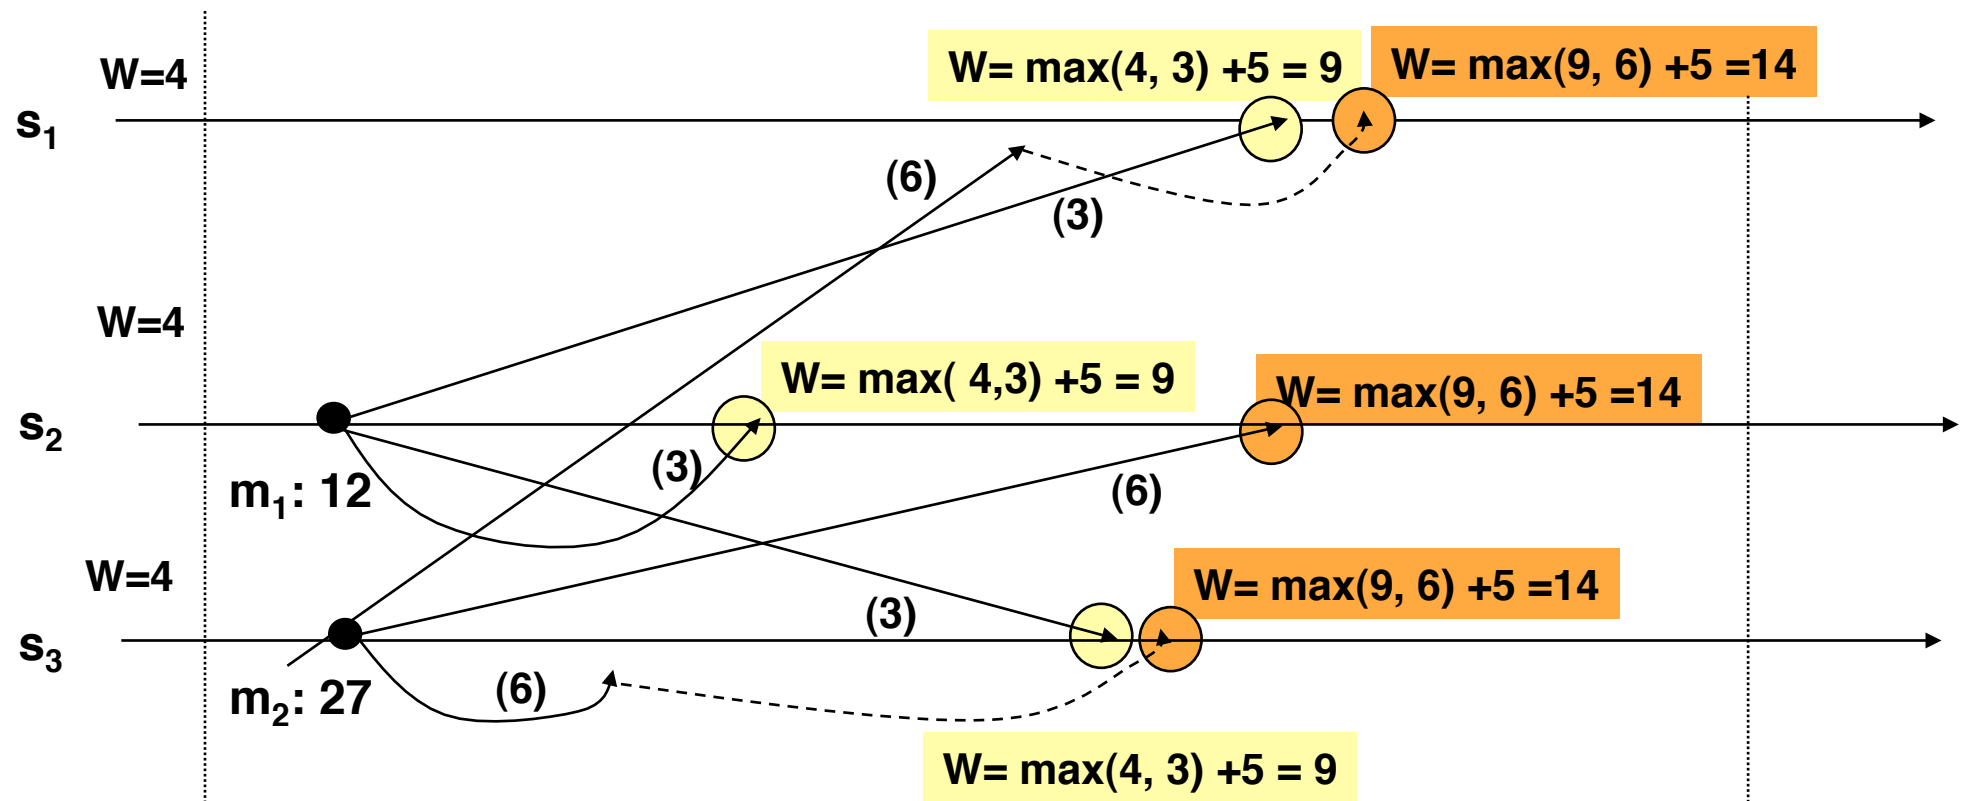 W= max(4, 3) +5 = 9
W= max(9, 6) +5 =14
W=4
s1
(6)
(3)
W=4
W= max( 4,3) +5 = 9
W= max(9, 6) +5 =14
s2
(3)
m1: 12
(6)
W=4
W= max(9, 6) +5 =14
(3)
s3
(6)
m2: 27
W= max(4, 3) +5 = 9